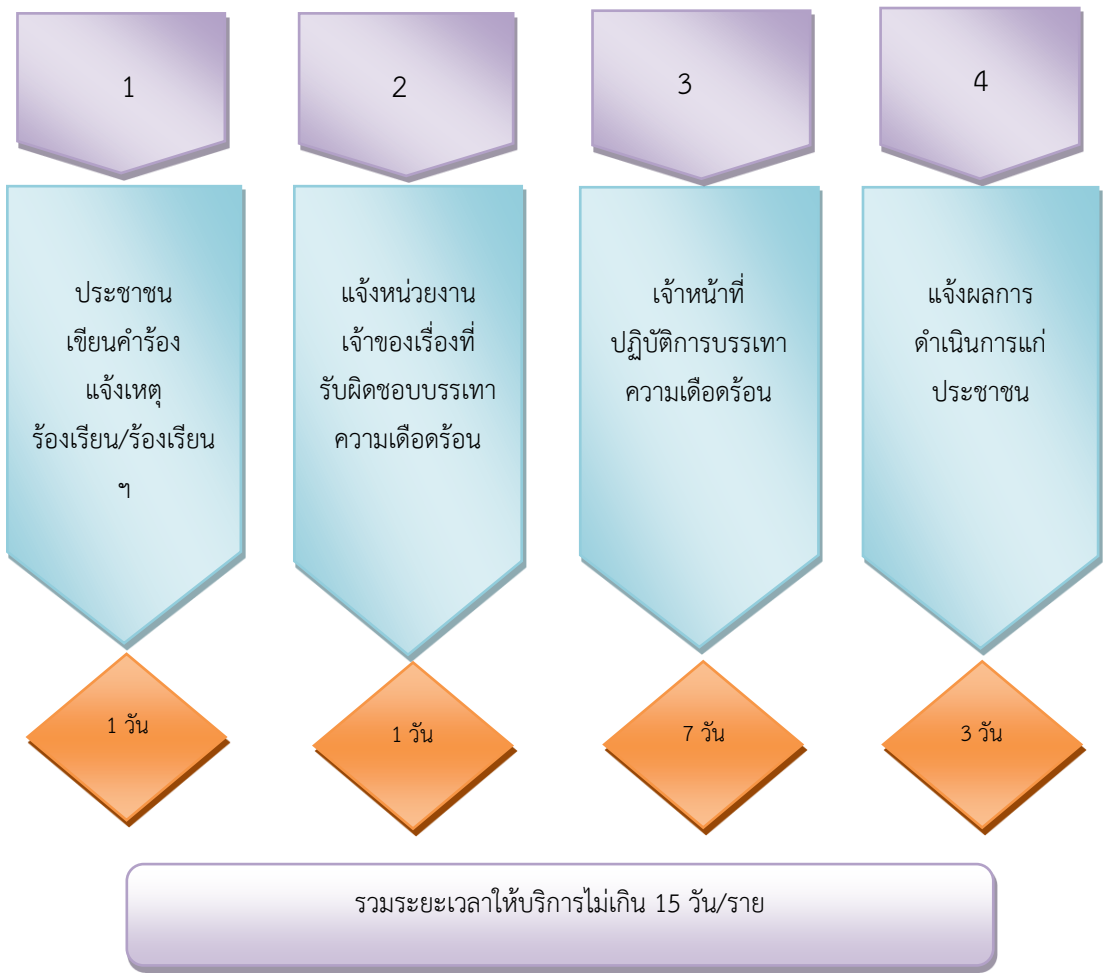 1
2
3
4
ประชาชน
เขียนคำร้อง
แจ้งเหตุ
ร้องเรียน/ร้องเรียน
ฯ
แจ้งหน่วยงาน
เจ้าของเรื่องที่
รับผิดชอบบรรเทา
ความเดือดร้อน
เจ้าหน้าที่
ปฏิบัติการบรรเทา
ความเดือดร้อน
แจ้งผลการ
ดำเนินการแก่
ประชาชน
1 วัน
1 วัน
7 วัน
3 วัน
รวมระยะเวลาให้บริการไม่เกิน 15 วัน/ราย